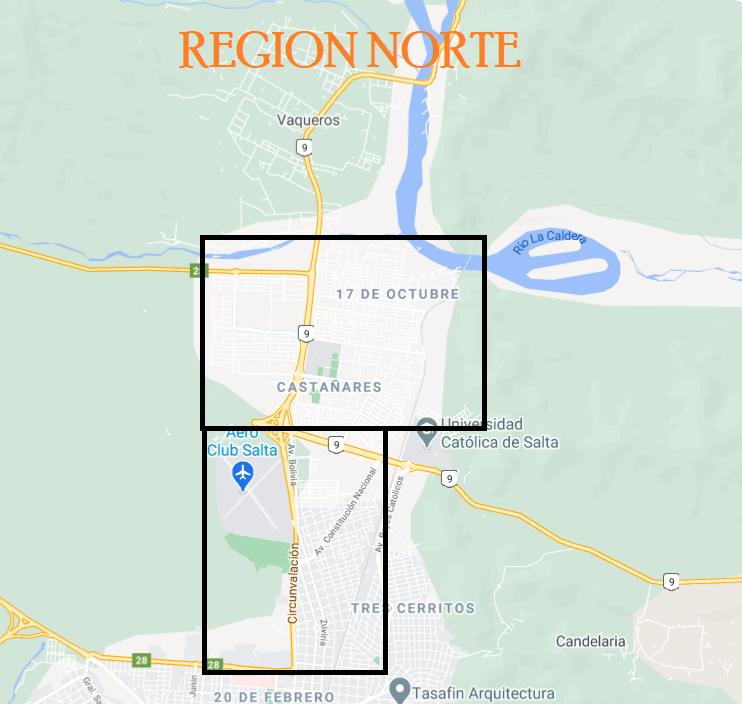 REGION NORTE
Vaqueros
9
Río La Caldera
28
17 DE OCTUBRE
9
CASTAÑARES
Aero
Club Salta
Av. Bolivia
9
Universidad
Católica de Salta
9
Av. Constitución Nacional
Av. Reyes Católicos
Circunvalación
9
TRES CERRITOS
Zuviría
Candelaria
28
28
Junín
Gral. 
20 DE FEBRERO
Tasafin Arquitectura